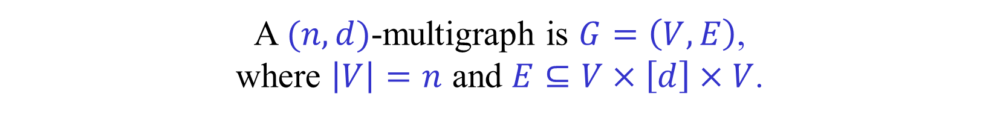 A (n, d)-multigraph is G = (V, E),
where |V| = n and E ⊆ V × [d] × V.